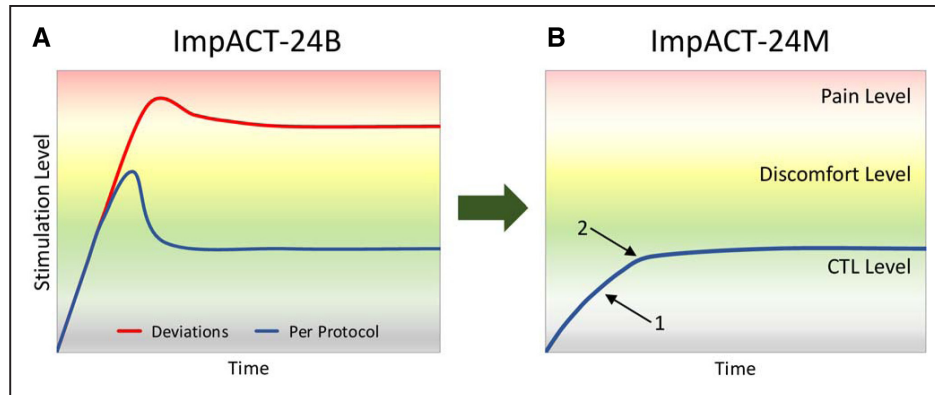 A
ImpACT-24B
Stimulation Level
Deviations
Per Protocol
Time
B
ImpACT-24M
Pain Level
Discomfort Level
2
CTL Level
1
Time